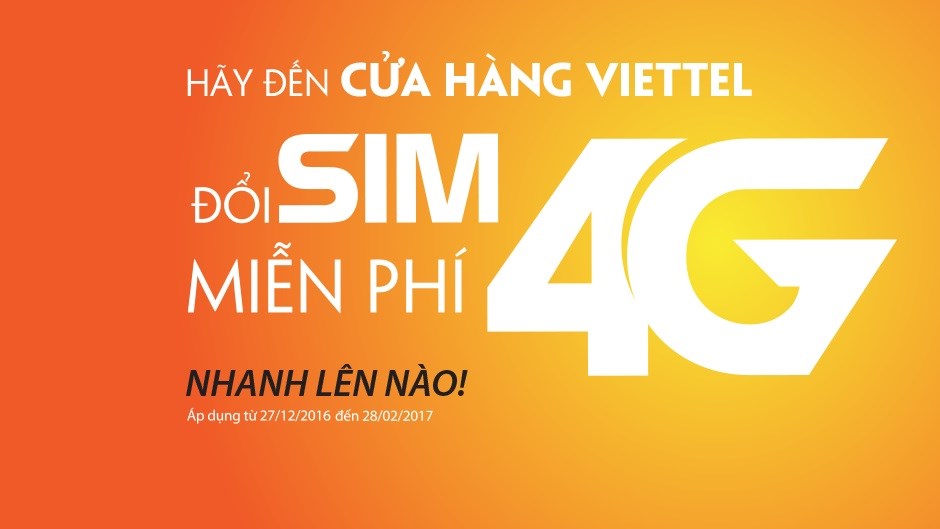 HÃY ĐẾN CỬA HÀNG VIETTEL
ĐỔI SIM 4G
MIỄN PHÍ
NHANH LÊN NÀO!
Áp dụng từ 27/12/2016 đến 28/02/2017